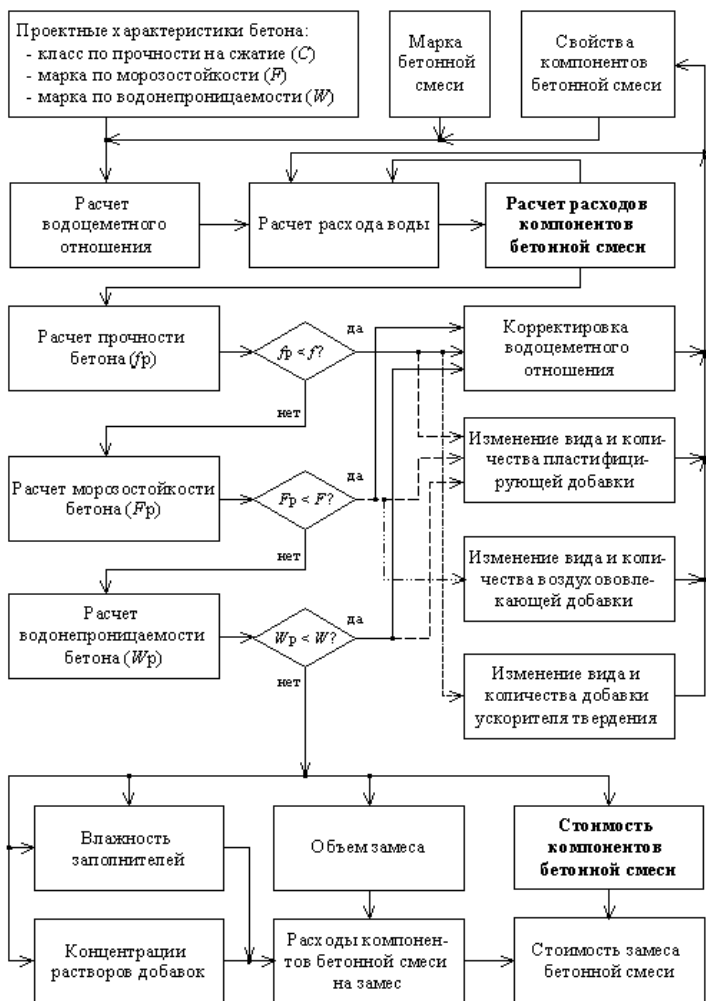 Проектные характеристики бетона:
- класс по прочности на сжатие (C)
- марка по морозостойкости (F)
- марка по водонепроницаемости (W)
Марка
бетонной
смеси
Свойства
компонентов
бетонной смеси
Расчет
водоцеметного
отношения
Расчет расхода воды
Расчет расходов
компонентов
бетонной смеси
Расчет прочности
бетона (fp)
fp < f?
да
нет
Корректировка
водоцеметного
отношения
Изменение вида и коли-
чества пластифици-
рующей добавки
Расчет морозостойкости
бетона (Fp)
Fp < F?
да
нет
Изменение вида и коли-
чества воздухововле-
кающей добавки
Расчет
водонепроницаемости
бетона (Wp)
Wp < W?
да
нет
Изменение вида и
количества добавки
ускорителя твердения
Влажность
заполнителей
Объем замеса
Стоимость
компонентов
бетонной смеси
Концентрации
растворов добавок
Расходы компонен-
тов бетонной смеси
на замес
Стоимость замеса
бетонной смеси